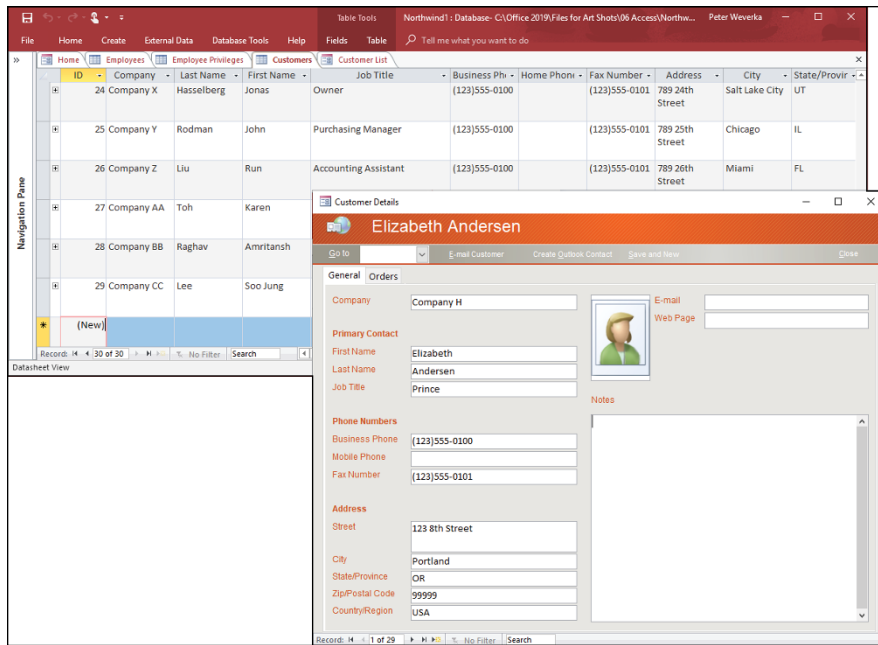 Table Tools Northwind1 : Database- C:\Office 2019\Files for Art Shots\06 Access\Northw... Peter Weverka
File Home Create External Data Database Tools Help Fields Table Tell me what you want to do
Home Employees Employee Privileges Customers Customer List
ID Company Last Name First Name Job Title Business Ph Home Phon Fax Number Address City State/Provir
24 Company X Hasselberg Jonas Owner (123)555-0100 (123)555-0101 789 24th Salt Lake City UT
Street
25 Company Y Rodman John Purchasing Manager (123)555-0100 (123)555-0101 789 25th Chicago IL
Street
26 Company Z Liu Run Accounting Assistant (123)555-0100 (123)555-0101 789 26th Miami FL
Street
27 Company AA Toh Karen
28 Company BB Raghav Amritansh
29 Company CC Lee Soo Jung
(New)
Record: 30 of 30 No Filter Search
Datasheet View
Navigation Pane
Customer Details
Elizabeth Andersen
Go to E-mail Customer Create Outlook Contact Save and New Close
General Orders
Company Company H E-mail
Web Page
Primary Contact
First Name Elizabeth
Last Name Andersen
Job Title Prince
Notes
Phone Numbers
Business Phone (123)555-0100
Mobile Phone
Fax Number (123)555-0101
Address
Street 123 8th Street
City Portland
State/Province OR
Zip/Postal Code 99999
Country/Region USA
Record: 1 of 29 No Filter Search